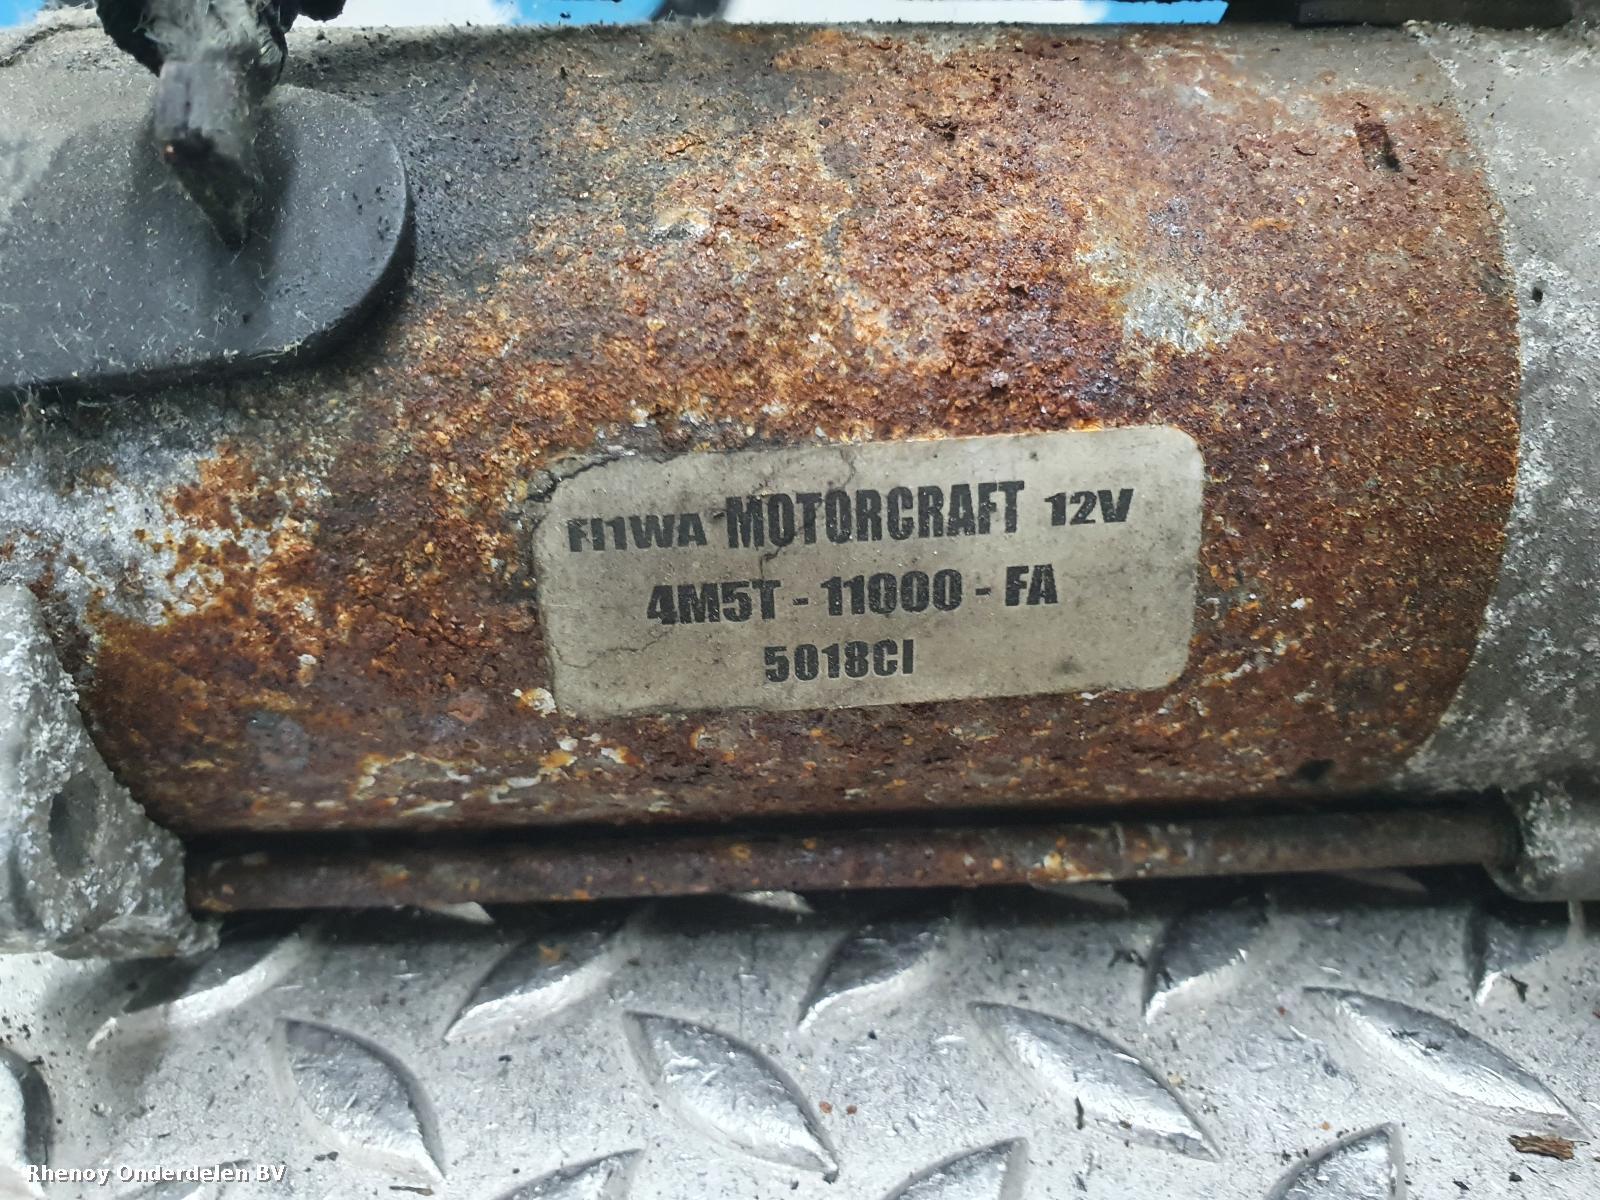 FI1WA MOTORCRAFT 12V
4M5T - 11000 - FA
5018CI
Rhenoy Onderdelen BV